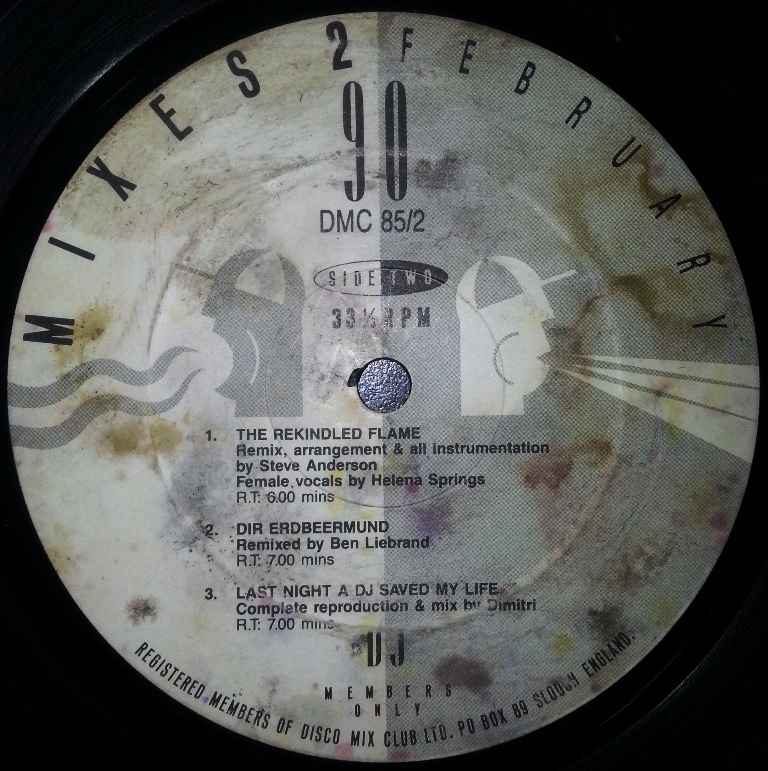 MIXES 2 FEBRUARY
90
DMC 85/2
SIDE TWO
33⅓ RPM
1. THE REKINDLED FLAME
Remix, arrangement & all instrumentation
by Steve Anderson
Female vocals by Helena Springs
R.T: 6.00 mins
2. DIR ERDBEERMUND
Remixed by Ben Liebrand
R.T: 7.00 mins
3. LAST NIGHT A DJ SAVED MY LIFE
Complete reproduction & mix by Dimitri
R.T: 7.00 mins
DJ
MEMBERS
ONLY
REGISTERED MEMBERS OF DISCO MIX CLUB LTD. PO BOX 89 SLOUGH ENGLAND.